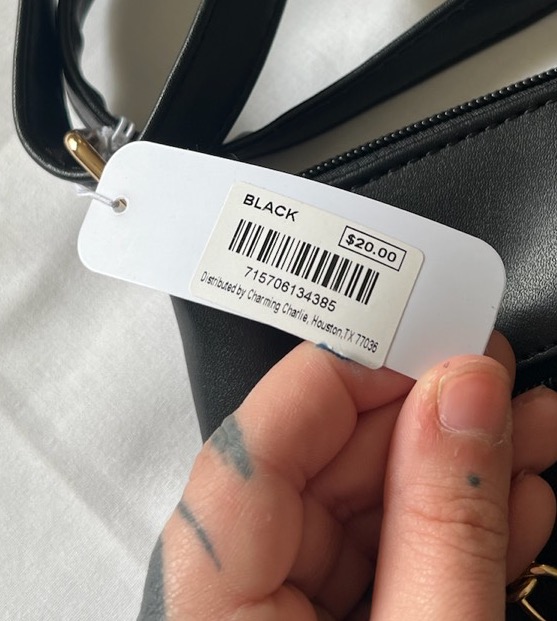 BLACK
$20.00
715706134385
Distributed by Charming Charlie, Houston,TX 77036